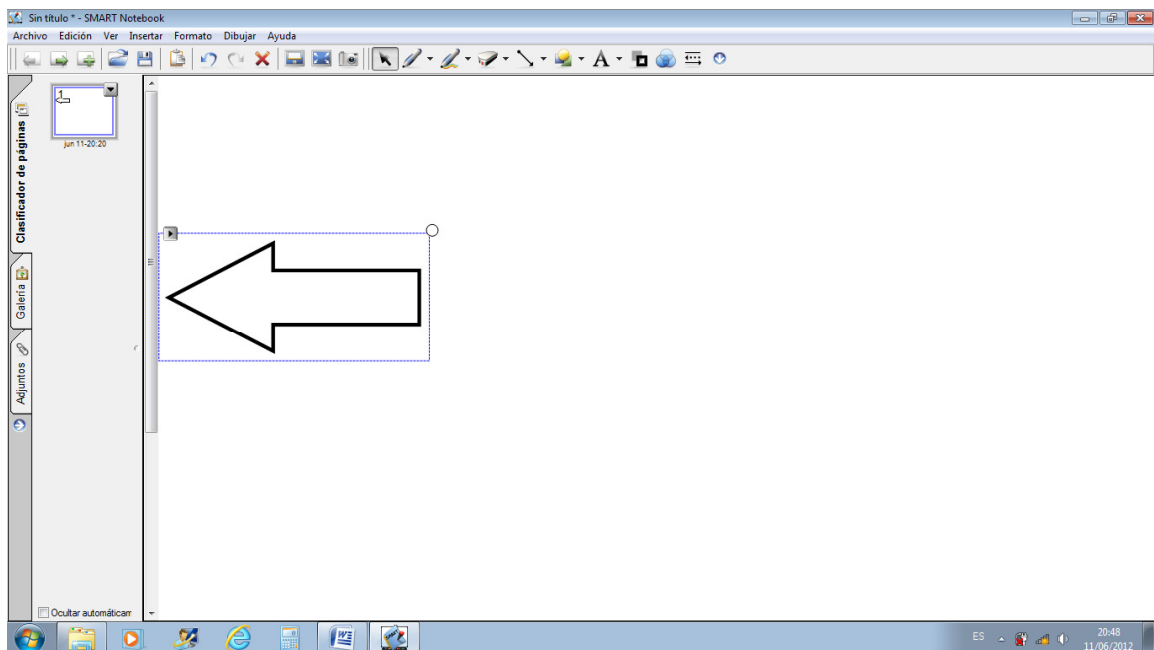 Sin título * - SMART Notebook
Archivo Edición Ver Insertar Formato Dibujar Ayuda
A
Clasificador de páginas
1
jun 11-20:20
Galería
Adjuntos
Ocultar automáticam
W
ES
20:48
11/06/2012